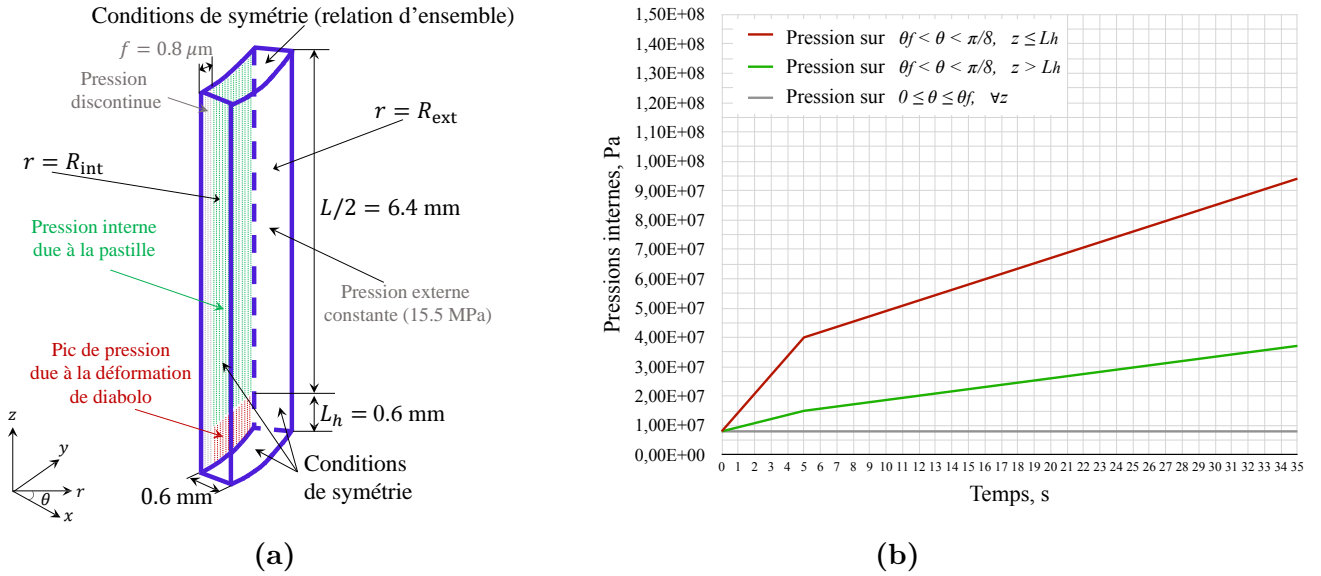 Conditions de symétrie (relation d'ensemble)
f = 0.8 μm
Pression
discontinue
r = R_ext
r = R_int
L/2 = 6.4 mm
Pression interne
due à la pastille
Pression externe
constante (15.5 MPa)
Pic de pression
due à la déformation
de diabolo
L_h = 0.6 mm
Conditions
de symétrie
0.6 mm
z
y
r
θ
x
(a)
1,50E+08
1,40E+08
1,30E+08
1,20E+08
1,10E+08
1,00E+08
9,00E+07
8,00E+07
7,00E+07
6,00E+07
5,00E+07
4,00E+07
3,00E+07
2,00E+07
1,00E+07
0,00E+00
Pressions internes, Pa
Pression sur θf < θ < π/8, z ≤ Lh
Pression sur θf < θ < π/8, z > Lh
Pression sur 0 ≤ θ ≤ θf, ∀z
0 1 2 3 4 5 6 7 8 9 10 11 12 13 14 15 16 17 18 19 20 21 22 23 24 25 26 27 28 29 30 31 32 33 34 35
Temps, s
(b)